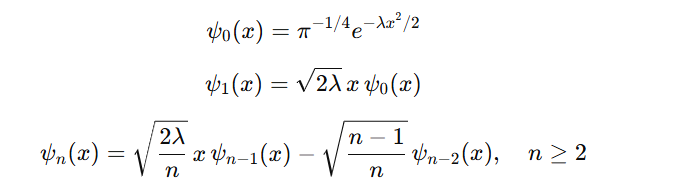 ψ₀(x) = π^{-1/4} e^{-λx²/2}
ψ₁(x) = √(2λ) x ψ₀(x)
ψₙ(x) = √(2λ/n) x ψₙ₋₁(x) − √((n − 1)/n) ψₙ₋₂(x), n ≥ 2